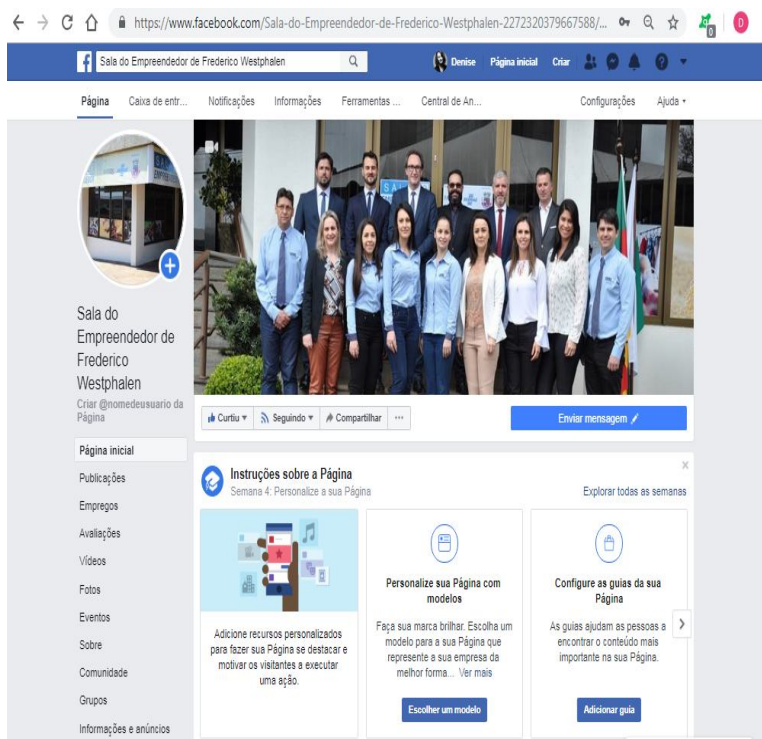 https://www.facebook.com/Sala-do-Empreendedor-de-Frederico-Westphalen-2272320379667588/...
0
D
Sala do Empreendedor de Frederico Westphalen
Denise Página inicial Criar
Página Caixa de entr... Notificações Informações Ferramentas ... Central de An... Configurações Ajuda
Sala do
Empreendedor de
Frederico
Westphalen
Criar @nomedeusuario da
Página
Curtiu Seguindo Compartilhar ...
Enviar mensagem
Página inicial
Publicações
Empregos
Avaliações
Vídeos
Fotos
Eventos
Sobre
Comunidade
Grupos
Informações e anúncios
Instruções sobre a Página
Semana 4: Personalize a sua Página
Explorar todas as semanas
Adicione recursos personalizados
para fazer sua Página se destacar e
motivar os visitantes a executar
uma ação.
Personalize sua Página com
modelos
Faça sua marca brilhar. Escolha um
modelo para a sua Página que
represente a sua empresa da
melhor forma... Ver mais
Escolher um modelo
Configure as guias da sua
Página
As guias ajudam as pessoas a
encontrar o conteúdo mais
importante na sua Página.
Adicionar guia